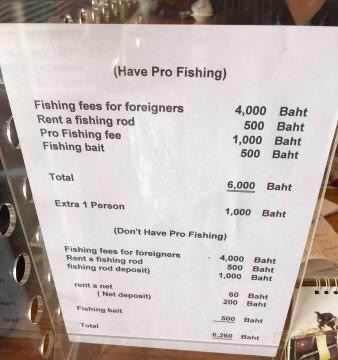 (Have Pro Fishing)
Fishing fees for foreigners 4,000 Baht
Rent a fishing rod 500 Baht
Pro Fishing fee 1,000 Baht
Fishing bait 500 Baht
Total 6,000 Baht
Extra 1 Person 1,000 Baht
(Don't Have Pro Fishing)
Fishing fees for foreigners 4,000 Baht
Rent a fishing rod 500 Baht
fishing rod deposit) 1,000 Baht
rent a net 60 Baht
( Net deposit) 200 Baht
Fishing bait 500 Baht
Total 6,260 Baht